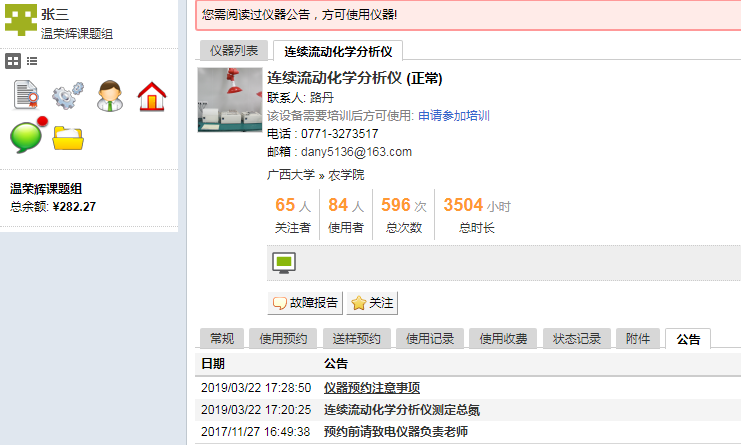 张三
温荣辉课题组
温荣辉课题组
总余额: ¥282.27
您需阅读过仪器公告，方可使用仪器!
仪器列表 连续流动化学分析仪
连续流动化学分析仪 (正常)
联系人: 路丹
该设备需要培训后方可使用: 申请参加培训
电话 : 0771-3273517
邮箱 : dany5136@163.com
广西大学 » 农学院
65 人 84 人 596 次 3504 小时
关注者 使用者 总次数 总时长
故障报告 关注
常规 使用预约 送样预约 使用记录 使用收费 状态记录 附件 公告
日期 公告
2019/03/22 17:28:50 仪器预约注意事项
2019/03/22 17:20:25 连续流动化学分析仪测定总氮
2017/11/27 16:49:38 预约前请致电仪器负责老师